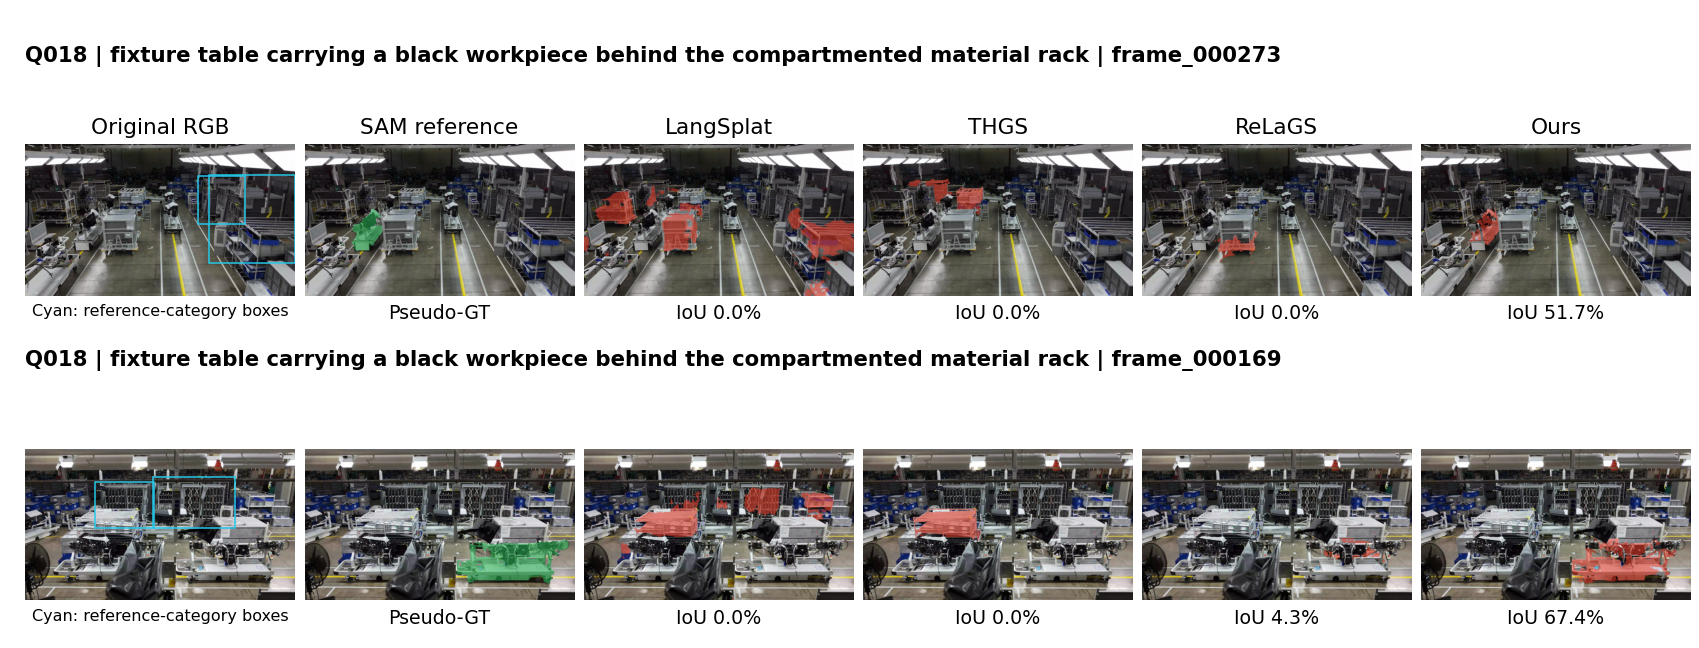 Q018 | fixture table carrying a black workpiece behind the compartmented material rack | frame_000273
Original RGB SAM reference LangSplat THGS ReLaGS Ours
Cyan: reference-category boxes Pseudo-GT IoU 0.0% IoU 0.0% IoU 0.0% IoU 51.7%
Q018 | fixture table carrying a black workpiece behind the compartmented material rack | frame_000169
Cyan: reference-category boxes Pseudo-GT IoU 0.0% IoU 0.0% IoU 4.3% IoU 67.4%